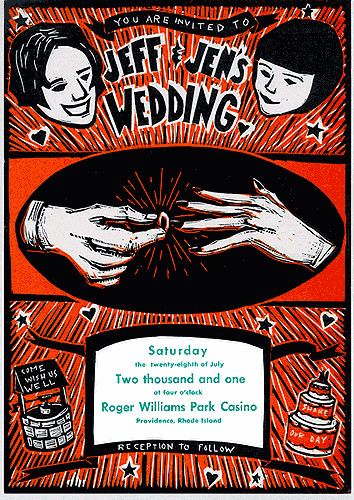 YOU ARE INVITED TO
JEFF & JEN'S
WEDDING
COME
WISH US
WELL
Saturday
the twenty-eighth of July
Two thousand and one
at four o'clock
Roger Williams Park Casino
Providence, Rhode Island
SHARE
OUR DAY
RECEPTION TO FOLLOW